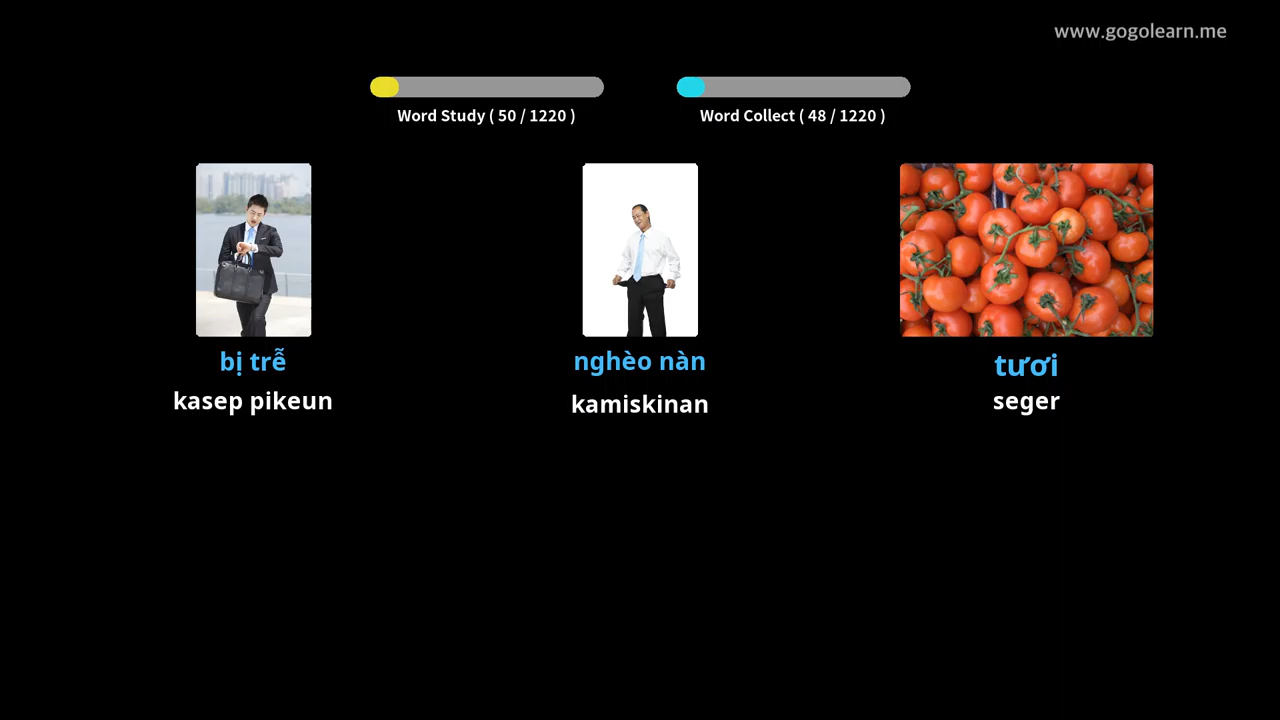 www.gogolearn.me
Word Study ( 50 / 1220 )
Word Collect ( 48 / 1220 )
bị trễ
kasep pikeun
nghèo nàn
kamiskinan
tươi
seger